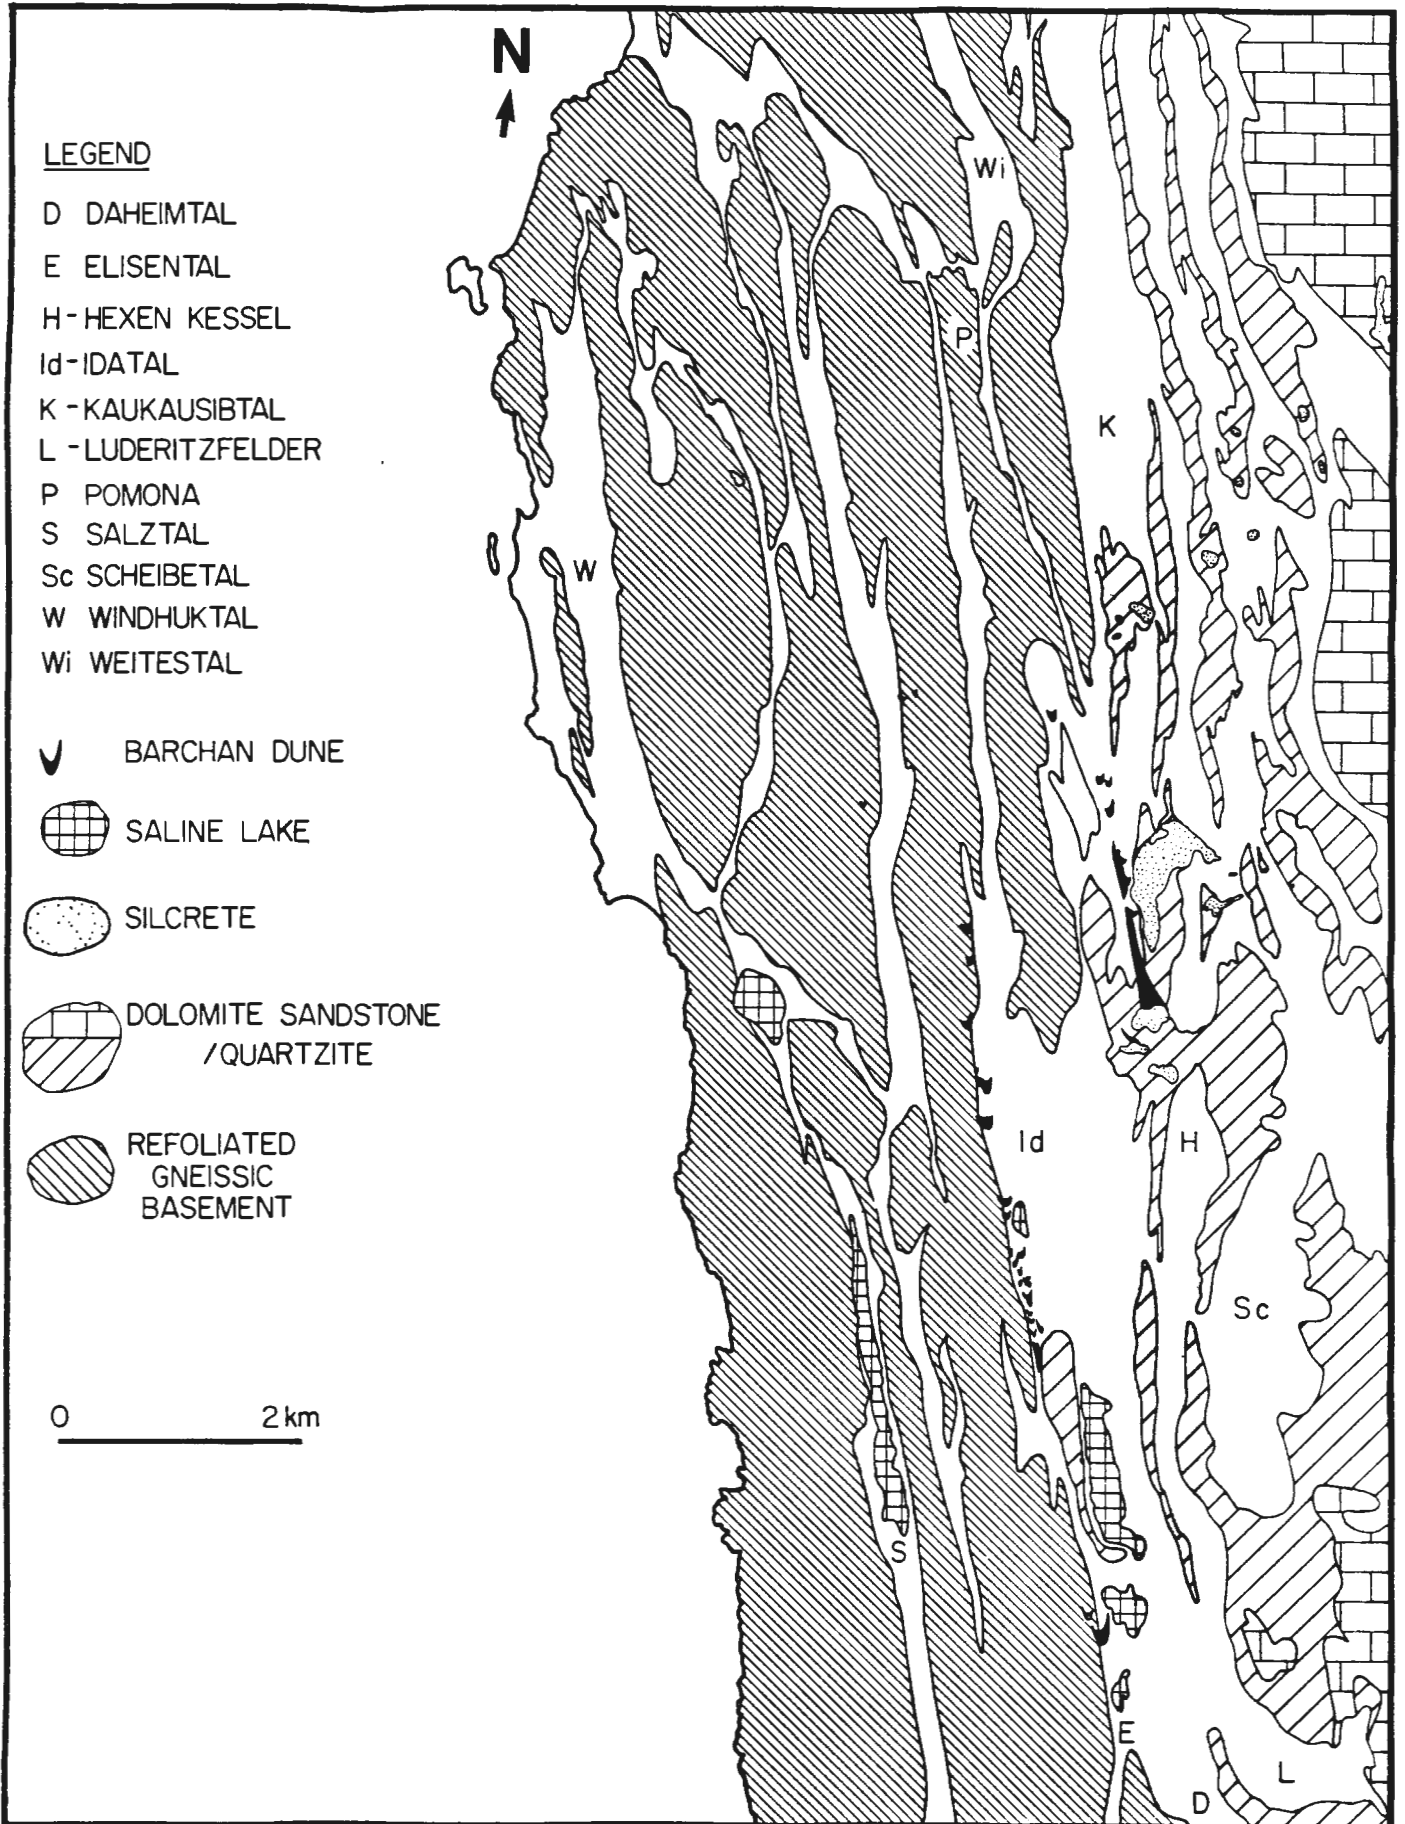 N
LEGEND
D DAHEIMTAL
E ELISENTAL
H-HEXEN KESSEL
Id-IDATAL
K -KAUKAUSIBTAL
L -LUDERITZFELDER
P POMONA
S SALZTAL
Sc SCHEIBETAL
W WINDHUKTAL
Wi WEITESTAL
BARCHAN DUNE
SALINE LAKE
SILCRETE
DOLOMITE SANDSTONE
/QUARTZITE
REFOLIATED
GNEISSIC
BASEMENT
0 2 km
Wi
P
K
W
Id
H
Sc
S
E
L
D